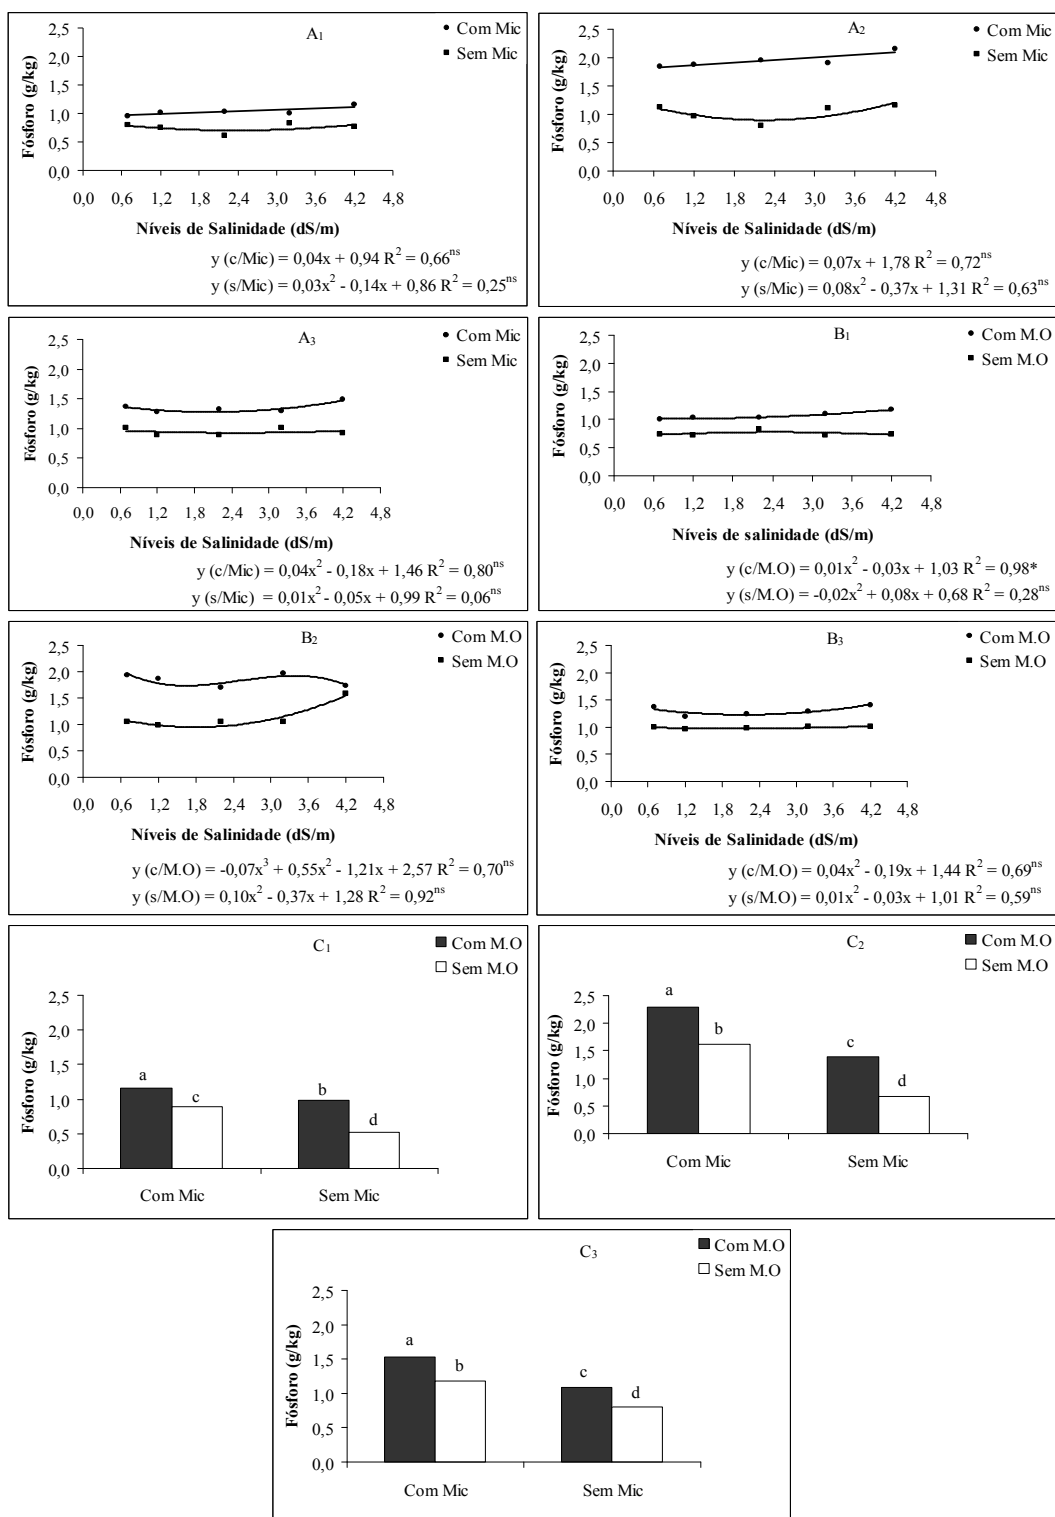 A1
Com Mic
Sem Mic
Fósforo (g/kg)
2,5
2,0
1,5
1,0
0,5
0,0
0,0 0,6 1,2 1,8 2,4 3,0 3,6 4,2 4,8
Níveis de Salinidade (dS/m)
y (c/Mic) = 0,04x + 0,94 R² = 0,66ⁿˢ
y (s/Mic) = 0,03x² - 0,14x + 0,86 R² = 0,25ⁿˢ
A2
Com Mic
Sem Mic
Fósforo (g/kg)
2,5
2,0
1,5
1,0
0,5
0,0
0,0 0,6 1,2 1,8 2,4 3,0 3,6 4,2 4,8
Níveis de Salinidade (dS/m)
y (c/Mic) = 0,07x + 1,78 R² = 0,72ⁿˢ
y (s/Mic) = 0,08x² - 0,37x + 1,31 R² = 0,63ⁿˢ
A3
Com Mic
Sem Mic
Fósforo (g/kg)
2,5
2,0
1,5
1,0
0,5
0,0
0,0 0,6 1,2 1,8 2,4 3,0 3,6 4,2 4,8
Níveis de Salinidade (dS/m)
y (c/Mic) = 0,04x² - 0,18x + 1,46 R² = 0,80ⁿˢ
y (s/Mic) = 0,01x² - 0,05x + 0,99 R² = 0,06ⁿˢ
B1
Com M.O
Sem M.O
Fósforo (g/kg)
2,5
2,0
1,5
1,0
0,5
0,0
0,0 0,6 1,2 1,8 2,4 3,0 3,6 4,2 4,8
Níveis de salinidade (dS/m)
y (c/M.O) = 0,01x² - 0,03x + 1,03 R² = 0,98*
y (s/M.O) = -0,02x² + 0,08x + 0,68 R² = 0,28ⁿˢ
B2
Com M.O
Sem M.O
Fósforo (g/kg)
2,5
2,0
1,5
1,0
0,5
0,0
0,0 0,6 1,2 1,8 2,4 3,0 3,6 4,2 4,8
Níveis de Salinidade (dS/m)
y (c/M.O) = -0,07x³ + 0,55x² - 1,21x + 2,57 R² = 0,70ⁿˢ
y (s/M.O) = 0,10x² - 0,37x + 1,28 R² = 0,92ⁿˢ
B3
Com M.O
Sem M.O
Fósforo (g/kg)
2,5
2,0
1,5
1,0
0,5
0,0
0,0 0,6 1,2 1,8 2,4 3,0 3,6 4,2 4,8
Níveis de Salinidade (dS/m)
y (c/M.O) = 0,04x² - 0,19x + 1,44 R² = 0,69ⁿˢ
y (s/M.O) = 0,01x² - 0,03x + 1,01 R² = 0,59ⁿˢ
C1
Com M.O
Sem M.O
Fósforo (g/kg)
2,5
2,0
1,5
1,0
0,5
0,0
a
c
b
d
Com Mic Sem Mic
C2
Com M.O
Sem M.O
Fósforo (g/kg)
2,5
2,0
1,5
1,0
0,5
0,0
a
b
c
d
Com Mic Sem Mic
C3
Com M.O
Sem M.O
Fósforo (g/kg)
2,5
2,0
1,5
1,0
0,5
0,0
a
b
c
d
Com Mic Sem Mic